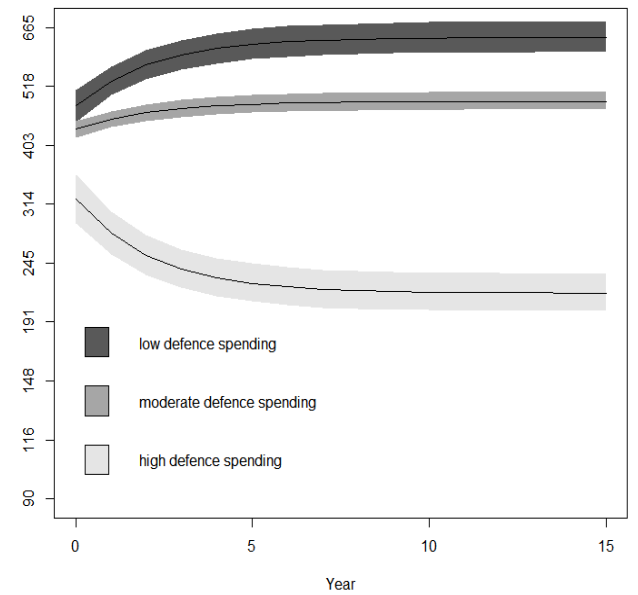 665
518
403
314
245
191
148
116
90
low defence spending
moderate defence spending
high defence spending
0 5 10 15
Year